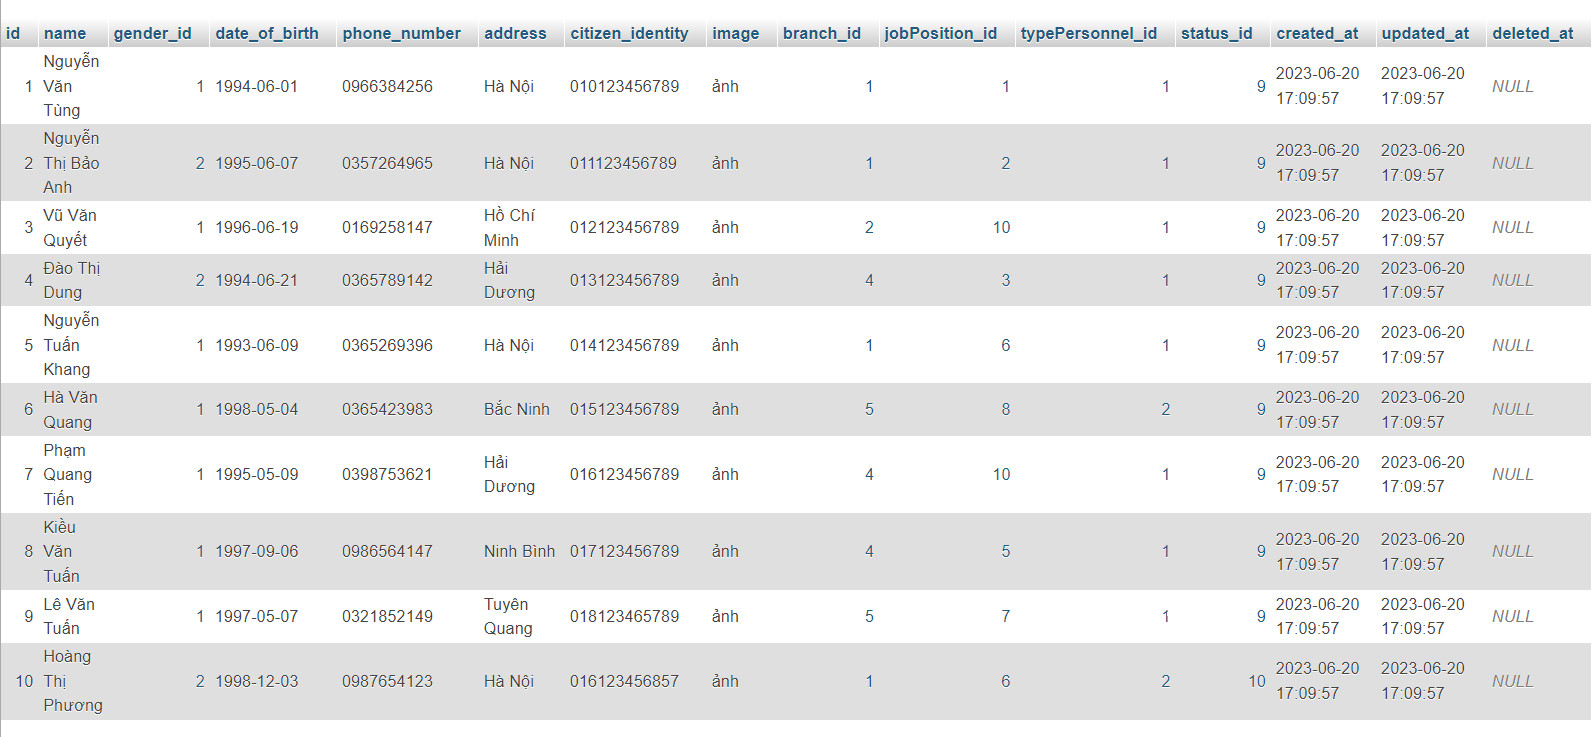 id name gender_id date_of_birth phone_number address citizen_identity image branch_id jobPosition_id typePersonnel_id status_id created_at updated_at deleted_at
1 Nguyễn Văn Tùng 1 1994-06-01 0966384256 Hà Nội 010123456789 ảnh 1 1 1 9 2023-06-20 17:09:57 2023-06-20 17:09:57 NULL
2 Nguyễn Thị Bảo Anh 2 1995-06-07 0357264965 Hà Nội 011123456789 ảnh 1 2 1 9 2023-06-20 17:09:57 2023-06-20 17:09:57 NULL
3 Vũ Văn Quyết 1 1996-06-19 0169258147 Hồ Chí Minh 012123456789 ảnh 2 10 1 9 2023-06-20 17:09:57 2023-06-20 17:09:57 NULL
4 Đào Thị Dung 2 1994-06-21 0365789142 Hải Dương 013123456789 ảnh 4 3 1 9 2023-06-20 17:09:57 2023-06-20 17:09:57 NULL
5 Nguyễn Tuấn Khang 1 1993-06-09 0365269396 Hà Nội 014123456789 ảnh 1 6 1 9 2023-06-20 17:09:57 2023-06-20 17:09:57 NULL
6 Hà Văn Quang 1 1998-05-04 0365423983 Bắc Ninh 015123456789 ảnh 5 8 2 9 2023-06-20 17:09:57 2023-06-20 17:09:57 NULL
7 Phạm Quang Tiến 1 1995-05-09 0398753621 Hải Dương 016123456789 ảnh 4 10 1 9 2023-06-20 17:09:57 2023-06-20 17:09:57 NULL
8 Kiều Văn Tuấn 1 1997-09-06 0986564147 Ninh Bình 017123456789 ảnh 4 5 1 9 2023-06-20 17:09:57 2023-06-20 17:09:57 NULL
9 Lê Văn Tuấn 1 1997-05-07 0321852149 Tuyên Quang 018123465789 ảnh 5 7 1 9 2023-06-20 17:09:57 2023-06-20 17:09:57 NULL
10 Hoàng Thị Phương 2 1998-12-03 0987654123 Hà Nội 016123456857 ảnh 1 6 2 10 2023-06-20 17:09:57 2023-06-20 17:09:57 NULL